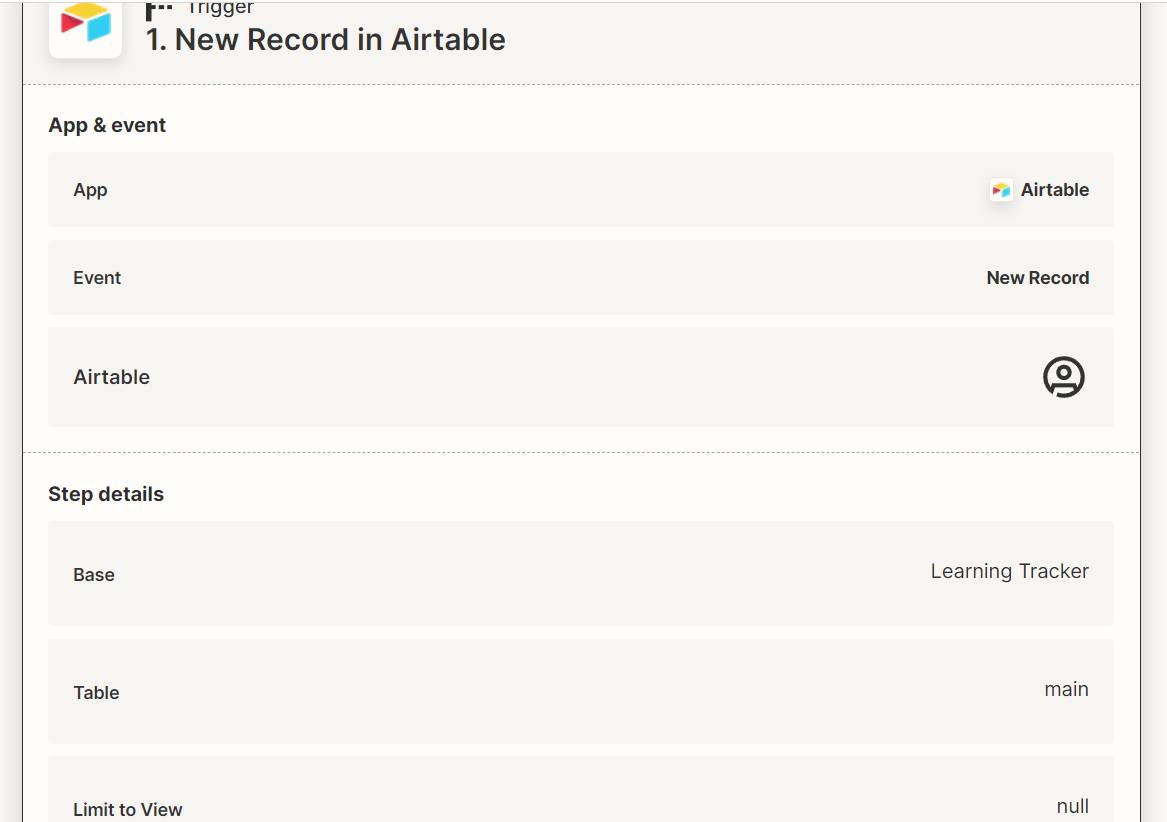 Trigger
1. New Record in Airtable
App & event
App
Airtable
Event
New Record
Airtable
Step details
Base
Learning Tracker
Table
main
Limit to View
null